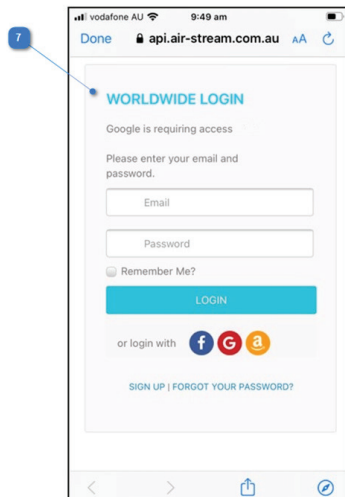 7
vodafone AU 9:49 am
Done api.air-stream.com.au AA
WORLDWIDE LOGIN
Google is requiring access
Please enter your email and
password.
Email
Password
Remember Me?
LOGIN
or login with f G a
SIGN UP | FORGOT YOUR PASSWORD?